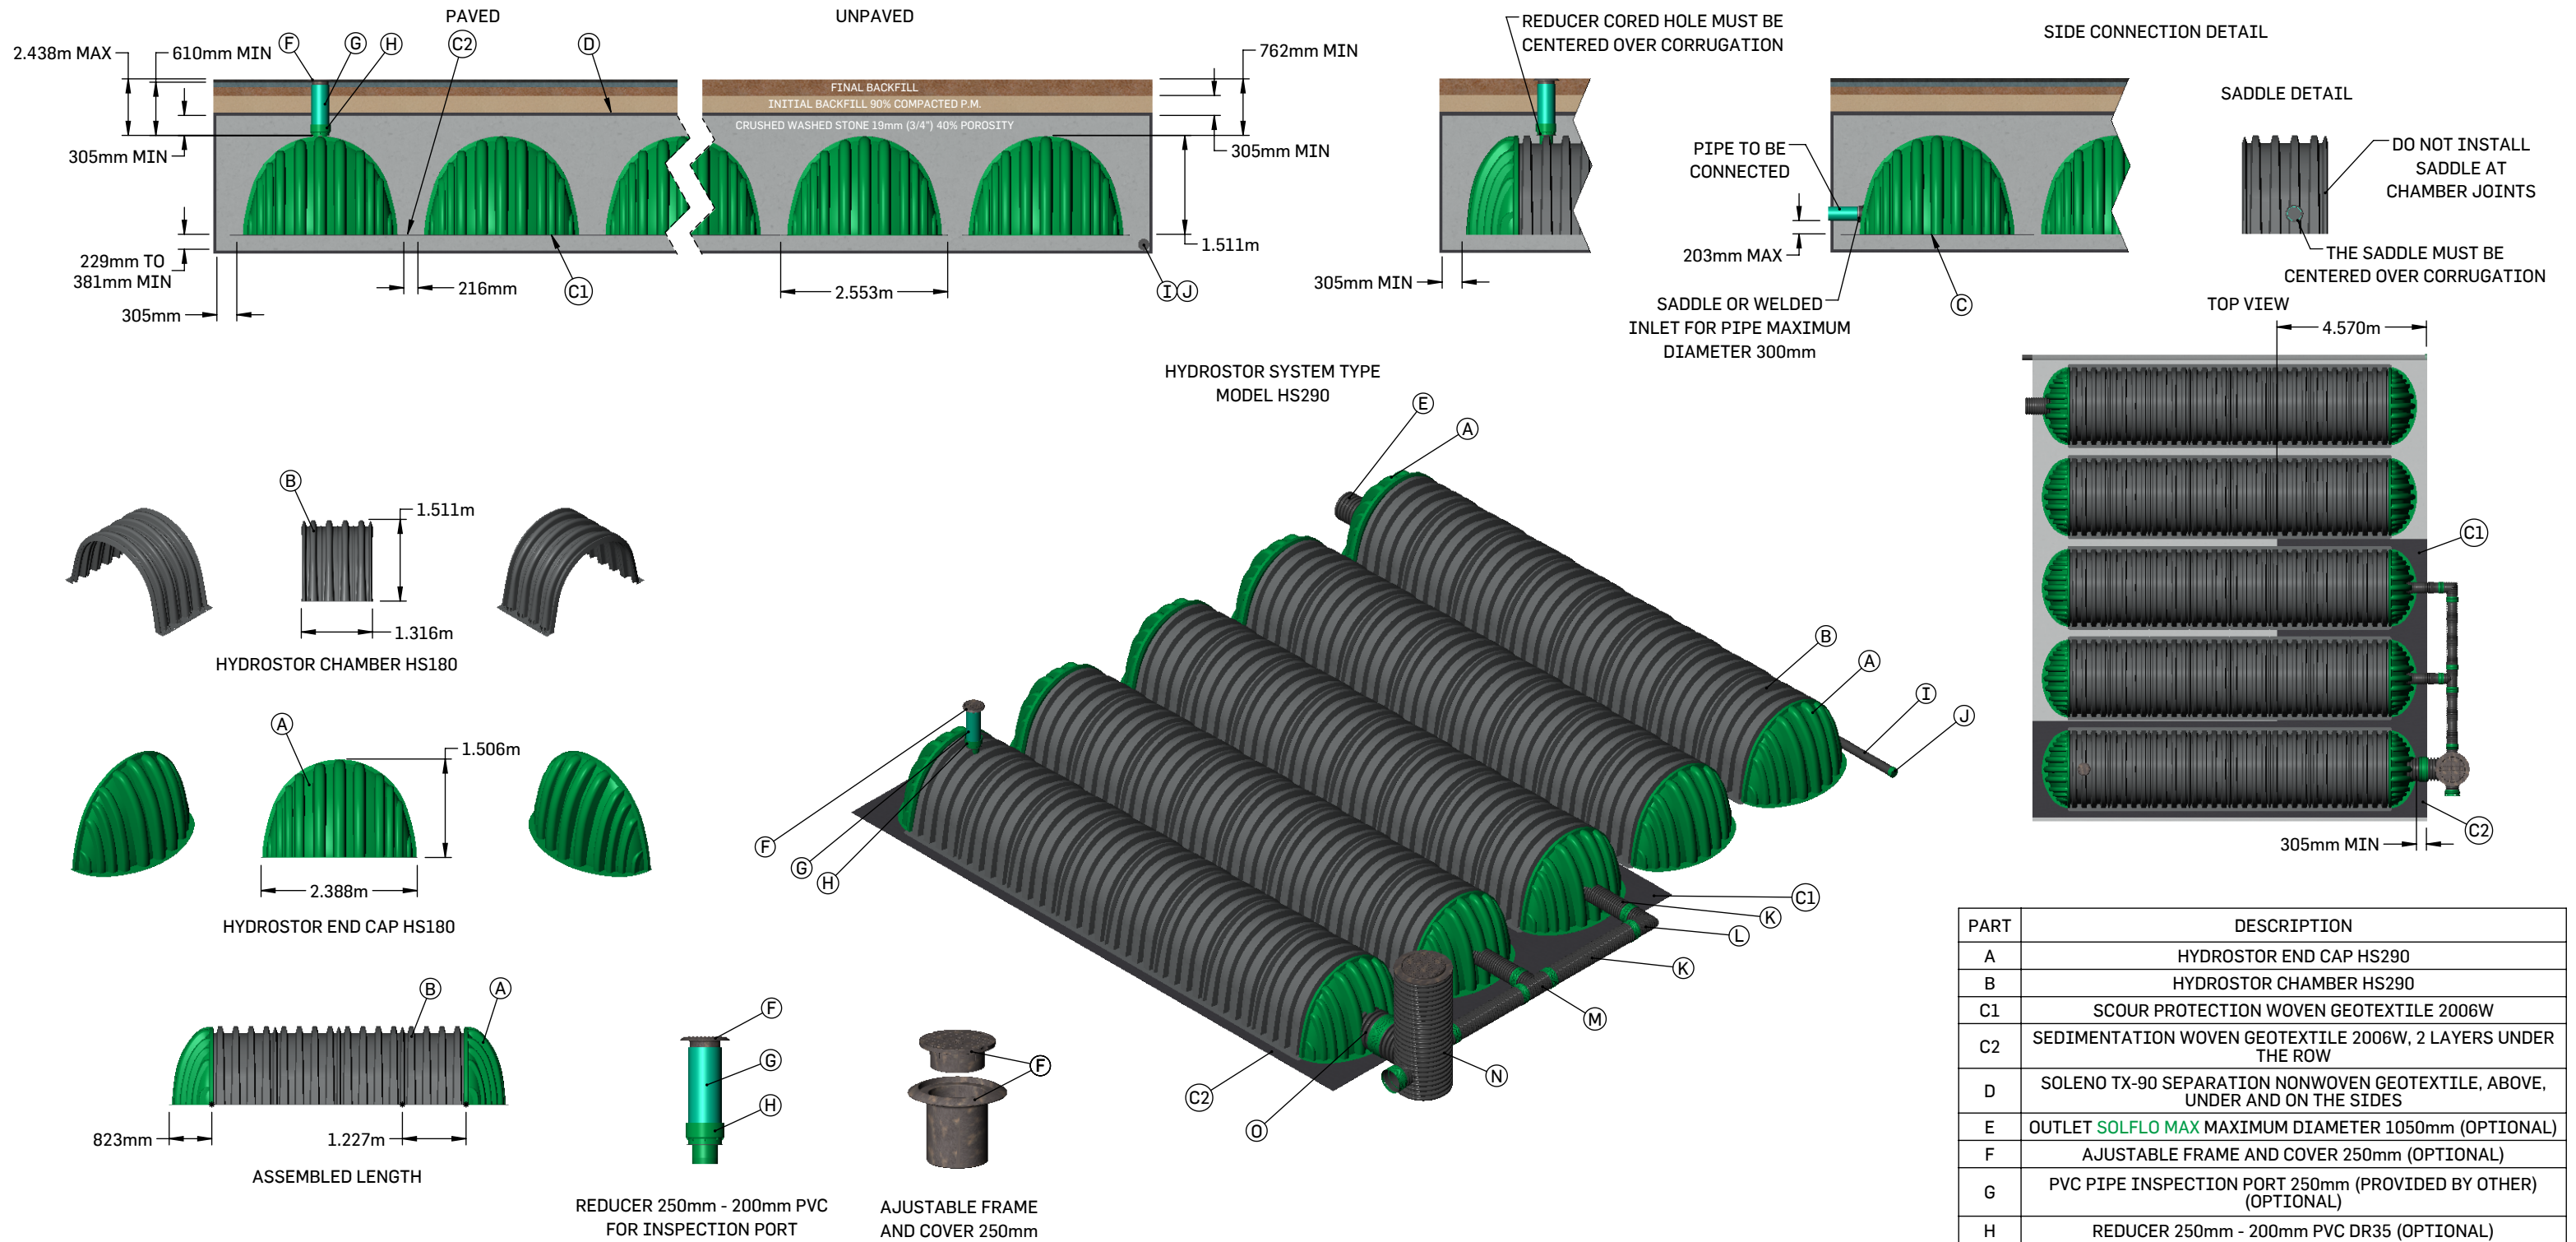 PAVED
UNPAVED
2.438m MAX
610mm MIN
F
G
H
C2
D
762mm MIN
FINAL BACKFILL
INITIAL BACKFILL 90% COMPACTED P.M.
CRUSHED WASHED STONE 19mm (3/4") 40% POROSITY
305mm MIN
305mm MIN
229mm TO
381mm MIN
216mm
C1
2.553m
1.511m
I J
305mm
REDUCER CORED HOLE MUST BE
CENTERED OVER CORRUGATION
305mm MIN
SIDE CONNECTION DETAIL
PIPE TO BE
CONNECTED
203mm MAX
SADDLE OR WELDED
INLET FOR PIPE MAXIMUM
DIAMETER 300mm
C
SADDLE DETAIL
DO NOT INSTALL
SADDLE AT
CHAMBER JOINTS
THE SADDLE MUST BE
CENTERED OVER CORRUGATION
TOP VIEW
4.570m
C1
C2
305mm MIN
HYDROSTOR SYSTEM TYPE
MODEL HS290
E
A
B
A
I
J
F
G
H
C1
K
L
K
M
N
C2
O
B
1.511m
1.316m
HYDROSTOR CHAMBER HS180
A
1.506m
2.388m
HYDROSTOR END CAP HS180
B
A
823mm
1.227m
ASSEMBLED LENGTH
F
G
H
REDUCER 250mm - 200mm PVC
FOR INSPECTION PORT
F
AJUSTABLE FRAME
AND COVER 250mm
PART DESCRIPTION
A HYDROSTOR END CAP HS290
B HYDROSTOR CHAMBER HS290
C1 SCOUR PROTECTION WOVEN GEOTEXTILE 2006W
C2 SEDIMENTATION WOVEN GEOTEXTILE 2006W, 2 LAYERS UNDER
THE ROW
D SOLENO TX-90 SEPARATION NONWOVEN GEOTEXTILE, ABOVE,
UNDER AND ON THE SIDES
E OUTLET SOLFLO MAX MAXIMUM DIAMETER 1050mm (OPTIONAL)
F AJUSTABLE FRAME AND COVER 250mm (OPTIONAL)
G PVC PIPE INSPECTION PORT 250mm (PROVIDED BY OTHER)
(OPTIONAL)
H REDUCER 250mm - 200mm PVC DR35 (OPTIONAL)